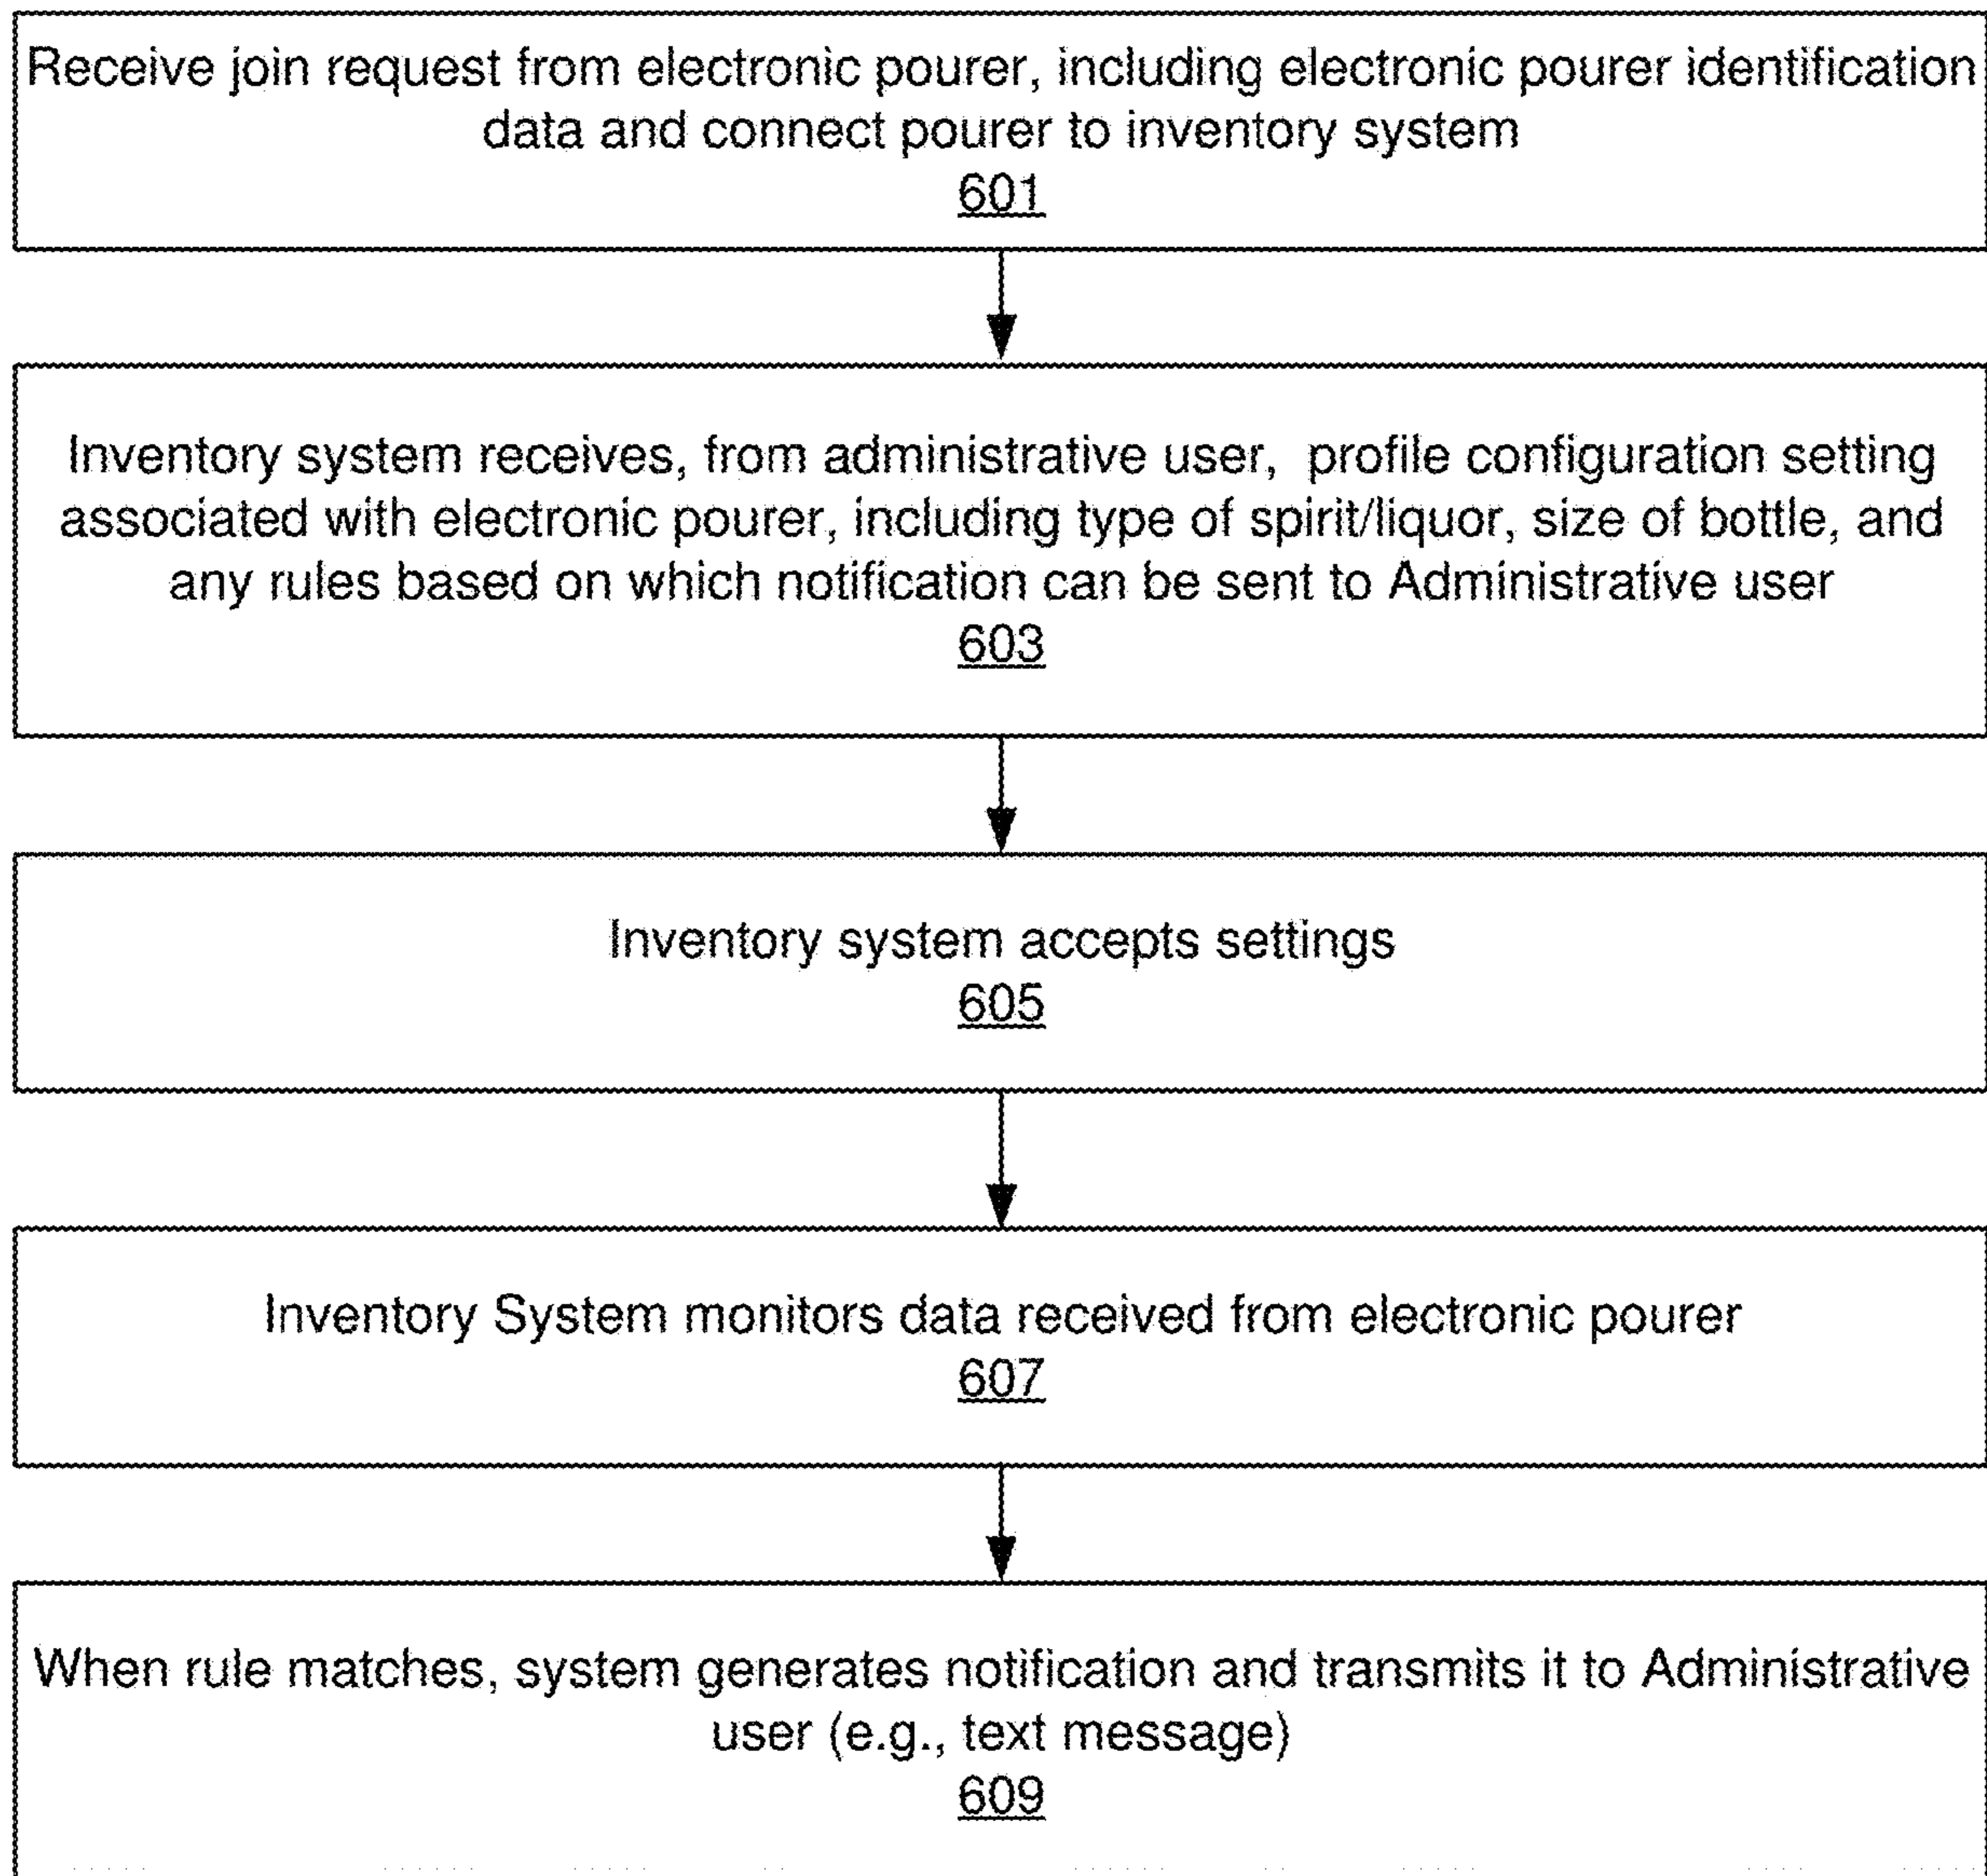 Receive join request from electronic pourer, including electronic pourer identification
data and connect pourer to inventory system
601
Inventory system receives, from administrative user, profile configuration setting
associated with electronic pourer, including type of spirit/liquor, size of bottle, and
any rules based on which notification can be sent to Administrative user
603
Inventory system accepts settings
605
Inventory System monitors data received from electronic pourer
607
When rule matches, system generates notification and transmits it to Administrative
user (e.g., text message)
609